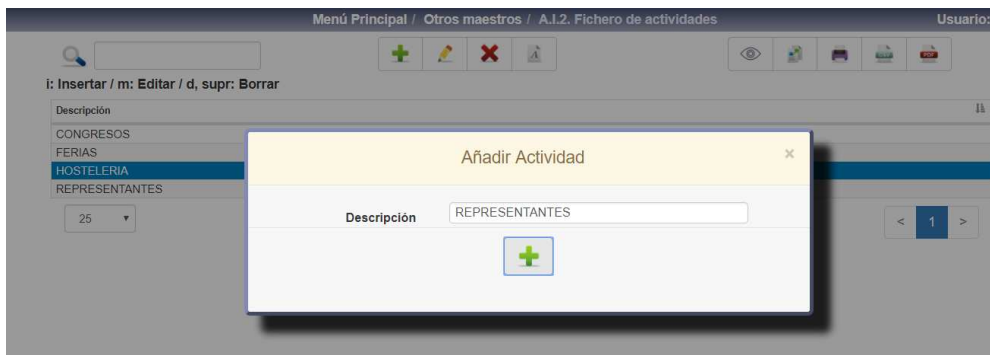 Menú Principal / Otros maestros / A.I.2. Fichero de actividades Usuario:
i: Insertar / m: Editar / d, supr: Borrar
Descripción
CONGRESOS
FERIAS
HOSTELERIA
REPRESENTANTES
25
< 1 >
Añadir Actividad ×
Descripción REPRESENTANTES